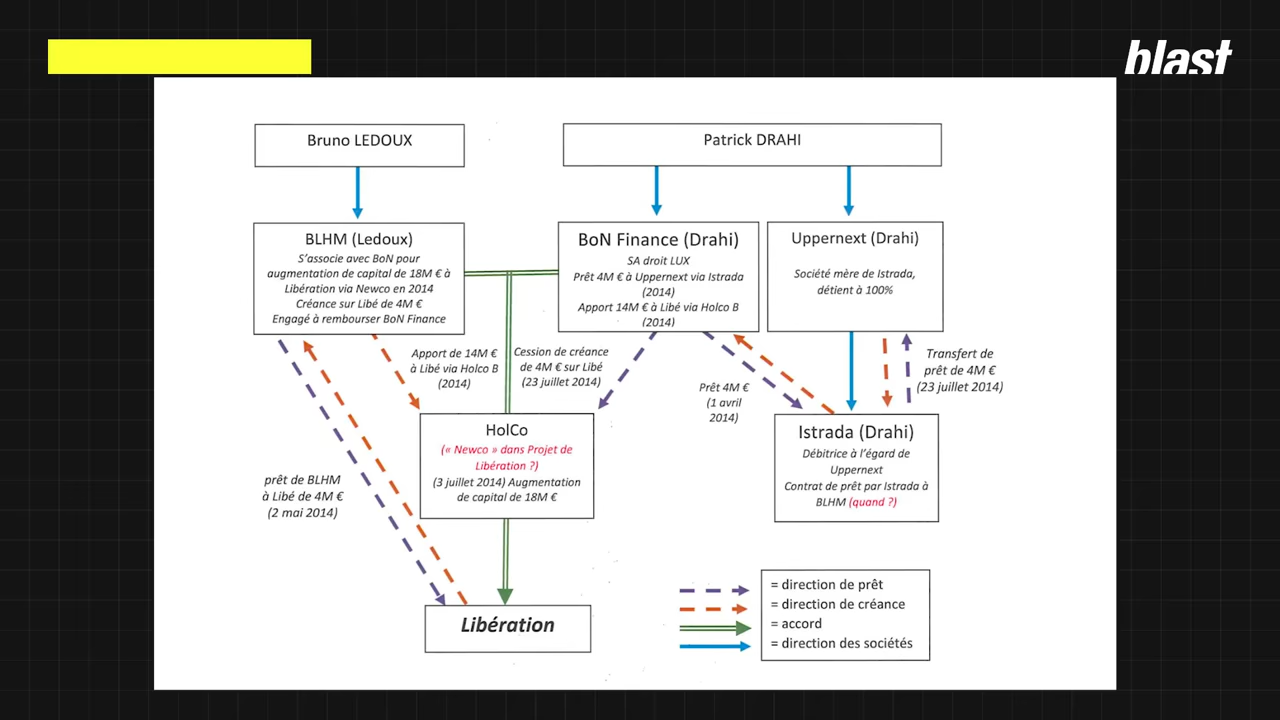 blast
Bruno LEDOUX
Patrick DRAHI
BLHM (Ledoux)
S’associe avec BoN pour
augmentation de capital de 18M € à
Libération via Newco en 2014
Créance sur Libé de 4M €
Engagé à rembourser BoN Finance
BoN Finance (Drahi)
SA droit LUX
Prêt 4M € à Uppernext via Istrada
(2014)
Apport 14M € à Libé via Holco B
(2014)
Uppernext (Drahi)
Société mère de Istrada,
détient à 100%
Apport de 14M €
à Libé via Holco B
(2014)
Cession de créance
de 4M € sur Libé
(23 juillet 2014)
Prêt 4M €
(1 avril
2014)
Transfert de
prêt de 4M €
(23 juillet 2014)
HolCo
(« Newco » dans Projet de
Libération ?)
(3 juillet 2014) Augmentation
de capital de 18M €
Istrada (Drahi)
Débitrice à l’égard de
Uppernext
Contrat de prêt par Istrada à
BLHM (quand ?)
prêt de BLHM
à Libé de 4M €
(2 mai 2014)
Libération
= direction de prêt
= direction de créance
= accord
= direction des sociétés